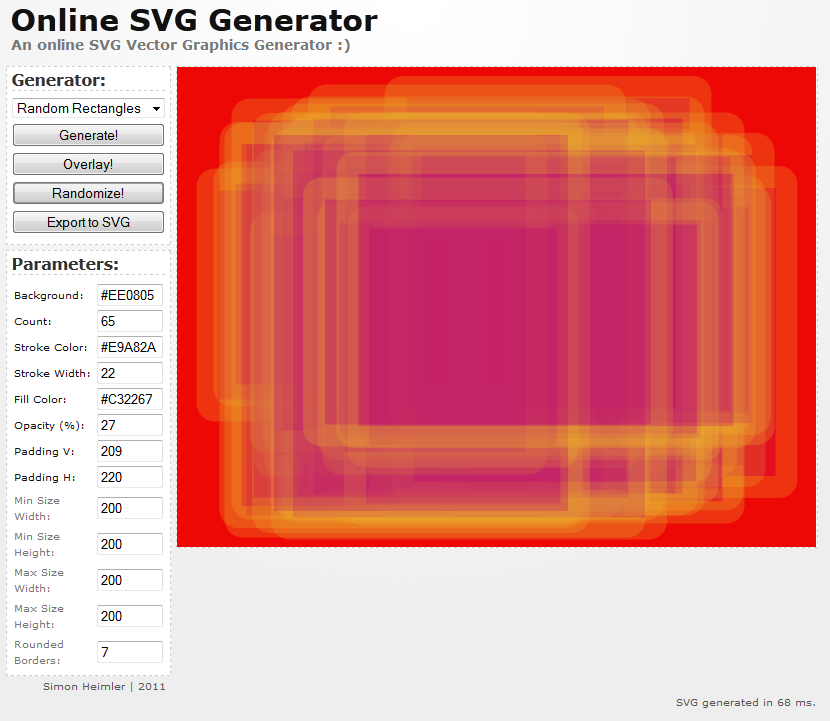 Online SVG Generator
An online SVG Vector Graphics Generator :)
Generator:
Random Rectangles
Generate!
Overlay!
Randomize!
Export to SVG
Parameters:
Background: #EE0805
Count: 65
Stroke Color: #E9A82A
Stroke Width: 22
Fill Color: #C32267
Opacity (%): 27
Padding V: 209
Padding H: 220
Min Size
Width: 200
Min Size
Height: 200
Max Size
Width: 200
Max Size
Height: 200
Rounded
Borders: 7
Simon Heimler | 2011
SVG generated in 68 ms.